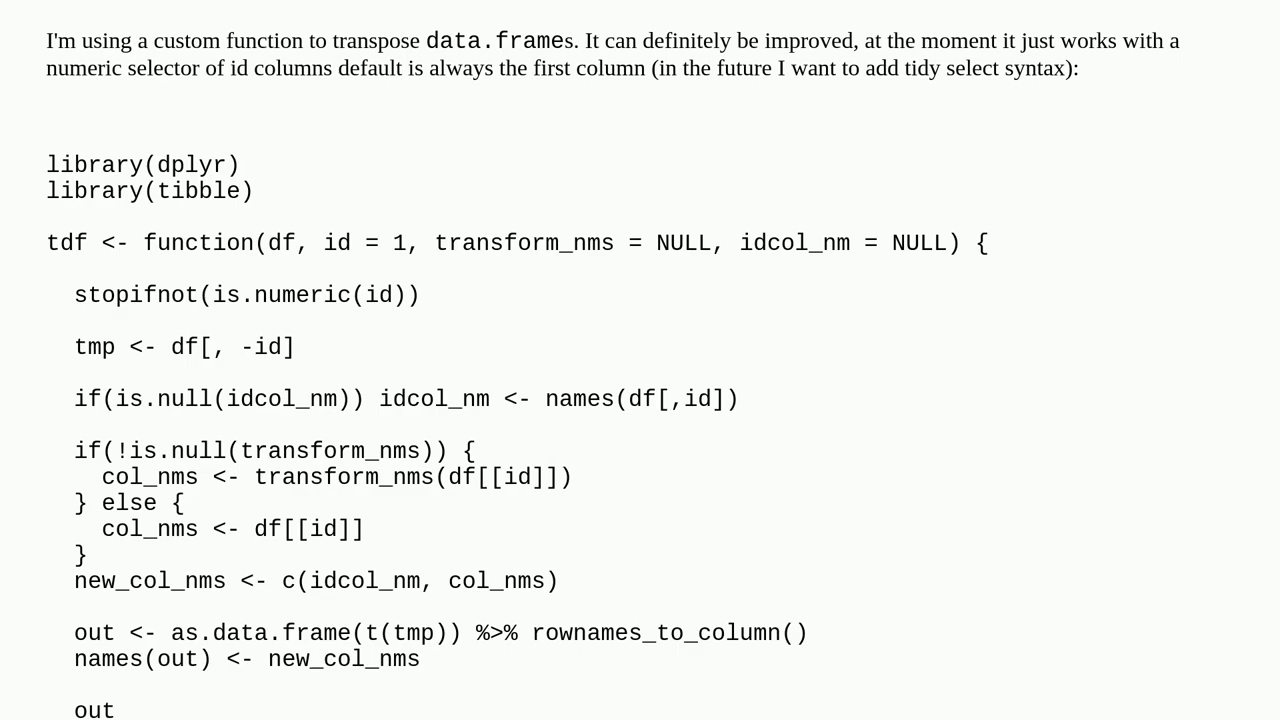 I'm using a custom function to transpose data.frames. It can definitely be improved, at the moment it just works with a
numeric selector of id columns default is always the first column (in the future I want to add tidy select syntax):
library(dplyr)
library(tibble)
tdf <- function(df, id = 1, transform_nms = NULL, idcol_nm = NULL) {
  stopifnot(is.numeric(id))
  tmp <- df[, -id]
  if(is.null(idcol_nm)) idcol_nm <- names(df[,id])
  if(!is.null(transform_nms)) {
    col_nms <- transform_nms(df[[id]])
  } else {
    col_nms <- df[[id]]
  }
  new_col_nms <- c(idcol_nm, col_nms)
  out <- as.data.frame(t(tmp)) %>% rownames_to_column()
  names(out) <- new_col_nms
  out